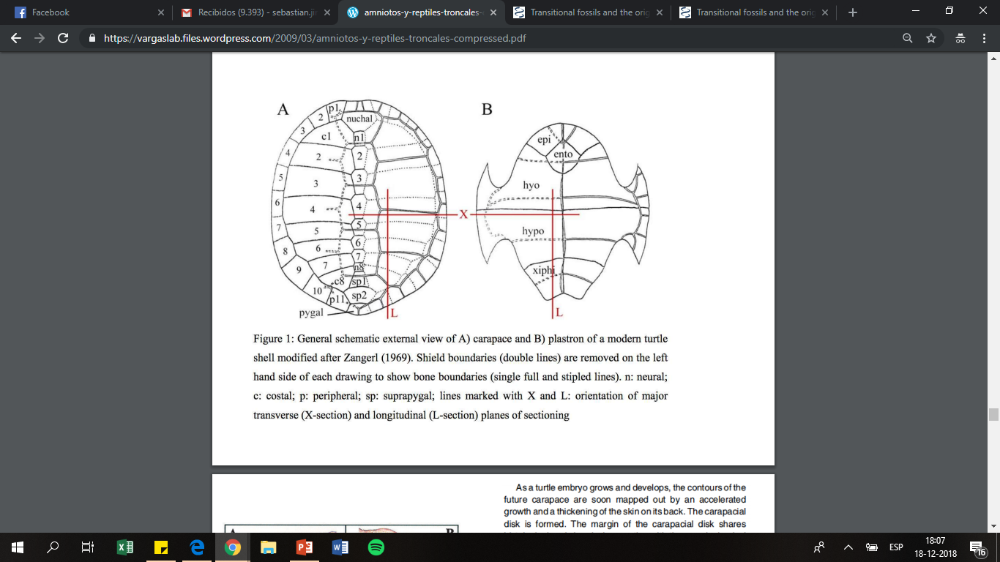 Facebook
Recibidos (9.393) - sebastian.jir
amniotos-y-reptiles-troncales-
Transitional fossils and the orig
Transitional fossils and the orig
https://vargaslab.files.wordpress.com/2009/03/amniotos-y-reptiles-troncales-compressed.pdf
A
B
p1
nuchal
2
3
c1
n1
4
2
2
5
3
3
6
4
4
7
5
5
8
6
6
9
7
7
n8
10
c8
sp1
p11
sp2
pygal
L
X
epi
ento
hyo
hypo
xiphi
L
Figure 1: General schematic external view of A) carapace and B) plastron of a modern turtle
shell modified after Zangerl (1969). Shield boundaries (double lines) are removed on the left
hand side of each drawing to show bone boundaries (single full and stipled lines). n: neural;
c: costal; p: peripheral; sp: suprapygal; lines marked with X and L: orientation of major
transverse (X-section) and longitudinal (L-section) planes of sectioning
As a turtle embryo grows and develops, the contours of the
future carapace are soon mapped out by an accelerated
growth and a thickening of the skin on its back. The carapacial
disk is formed. The margin of the carapacial disk shares
ESP
18:07
18-12-2018
16